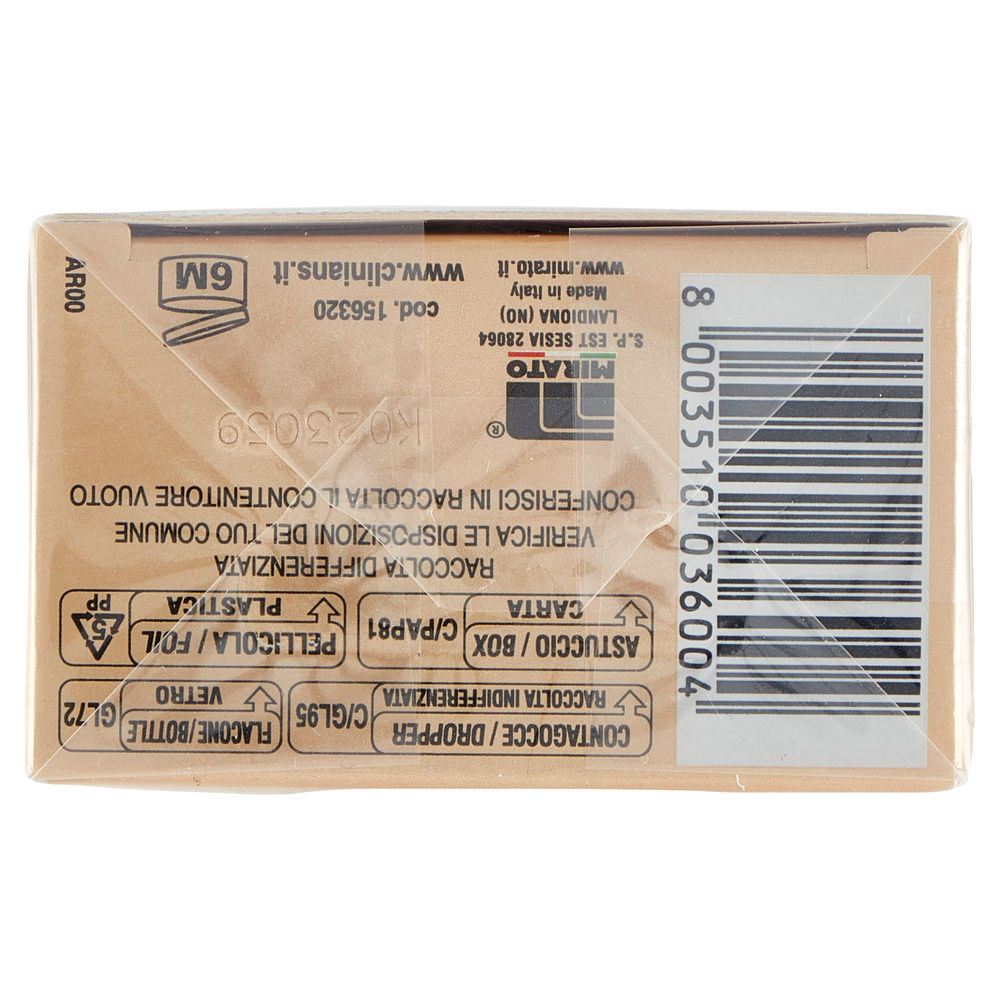 CONTAGOCCE / DROPPER
RACCOLTA INDIFFERENZIATA
C/GL95
FLACONE/BOTTLE
VETRO
GL72
ASTUCCIO / BOX
CARTA
C/PAP81
PELLICOLA / FOIL
PLASTICA
5
PP
RACCOLTA DIFFERENZIATA
VERIFICA LE DISPOSIZIONI DEL TUO COMUNE
CONFERISCI IN RACCOLTA IL CONTENITORE VUOTO
K023059
MIRATO
®
S.P. EST SESIA 28064
LANDIONA (NO)
Made in Italy
www.mirato.it
cod. 156320
www.clinians.it
6M
AR00
8 003510 036004